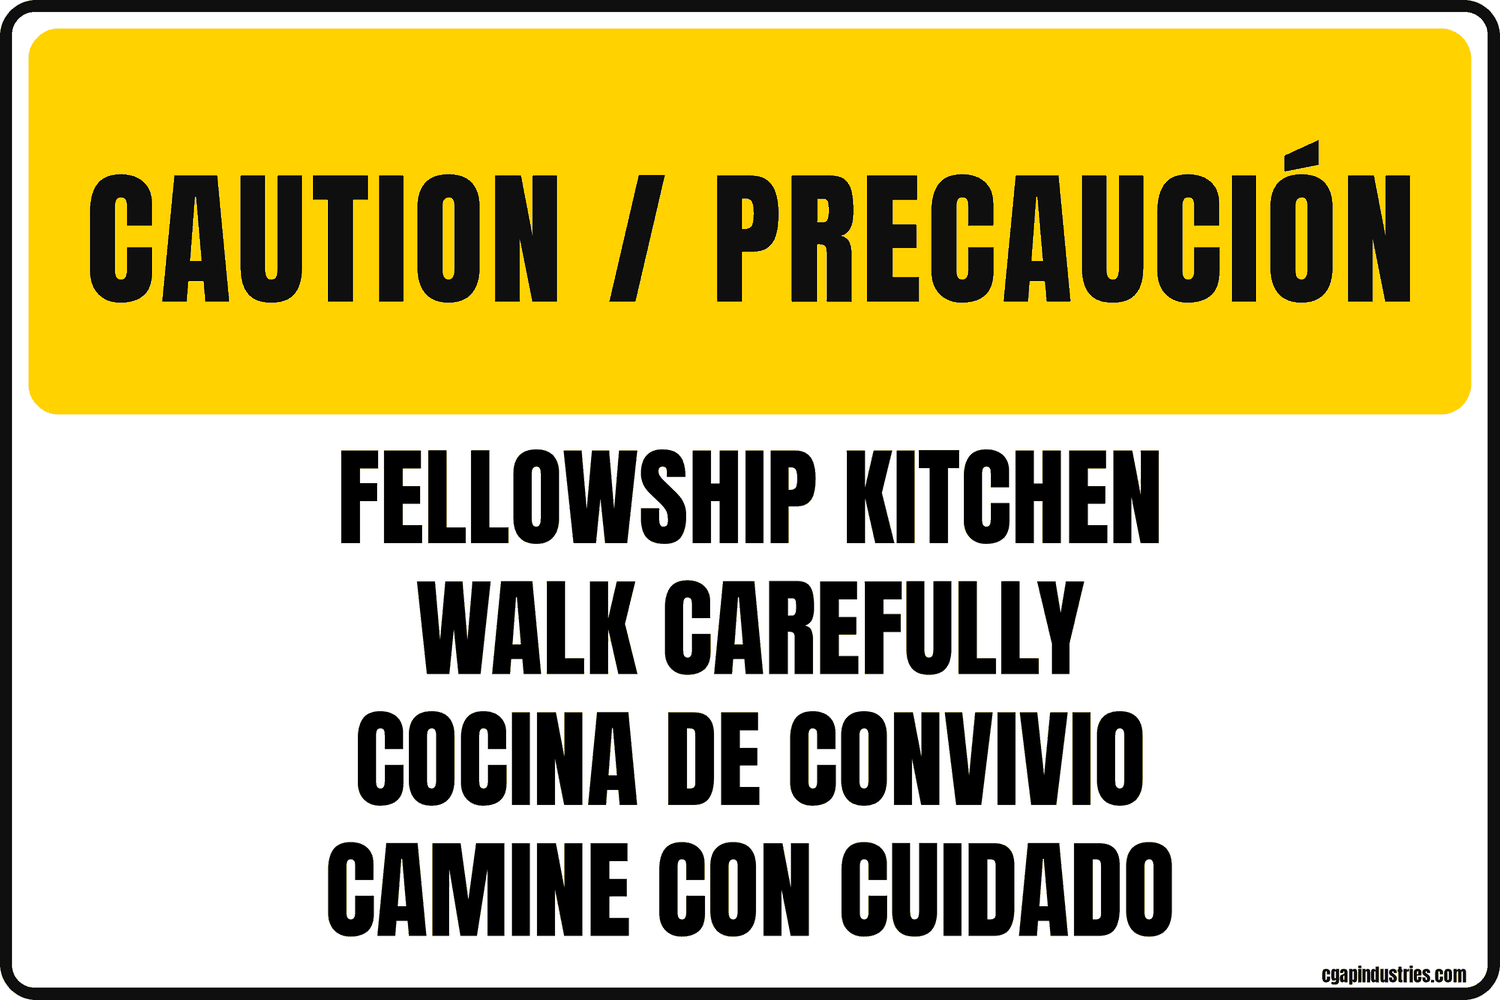 CAUTION / PRECAUCIÓN
FELLOWSHIP KITCHEN
WALK CAREFULLY
COCINA DE CONVIVIO
CAMINE CON CUIDADO
cgapindustries.com